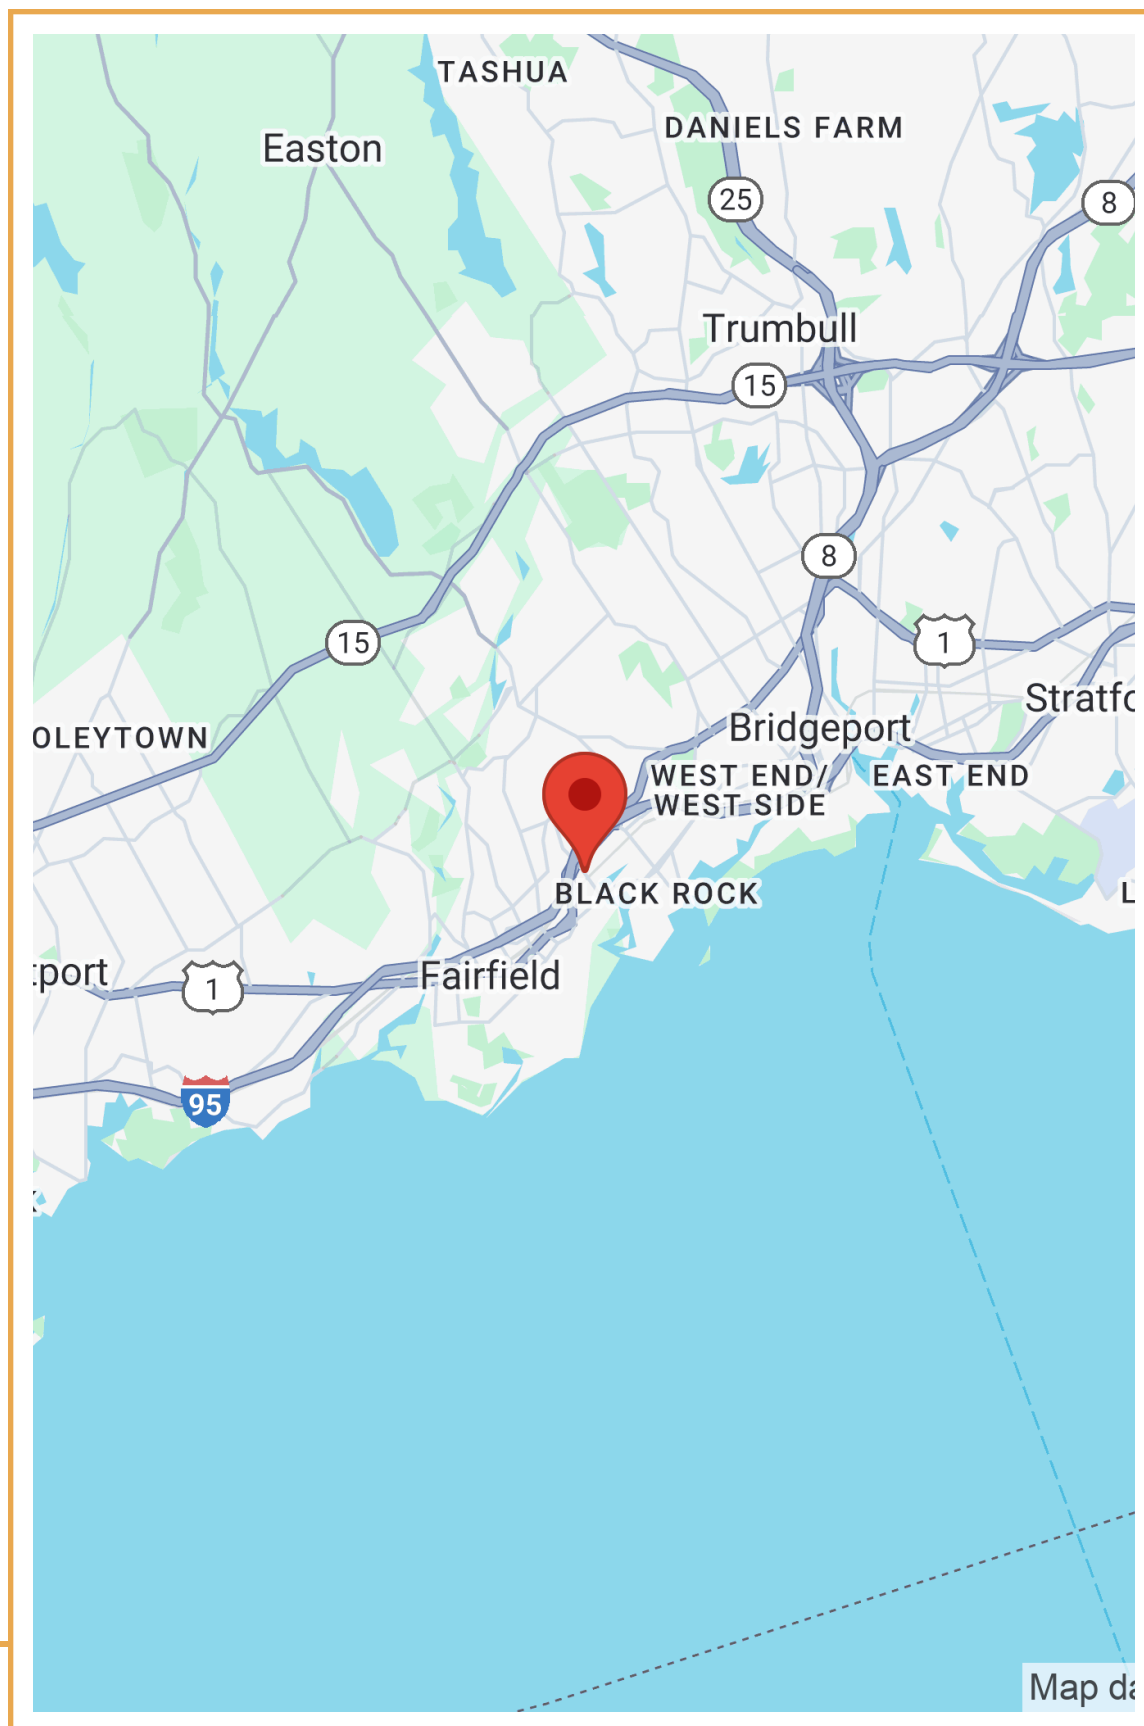 TASHUA
DANIELS FARM
Easton
25
8
Trumbull
15
8
15
1
Stratfo
OLEYTOWN
Bridgeport
WEST END/
WEST SIDE
EAST END
BLACK ROCK
L
tport
1
Fairfield
95
Map da